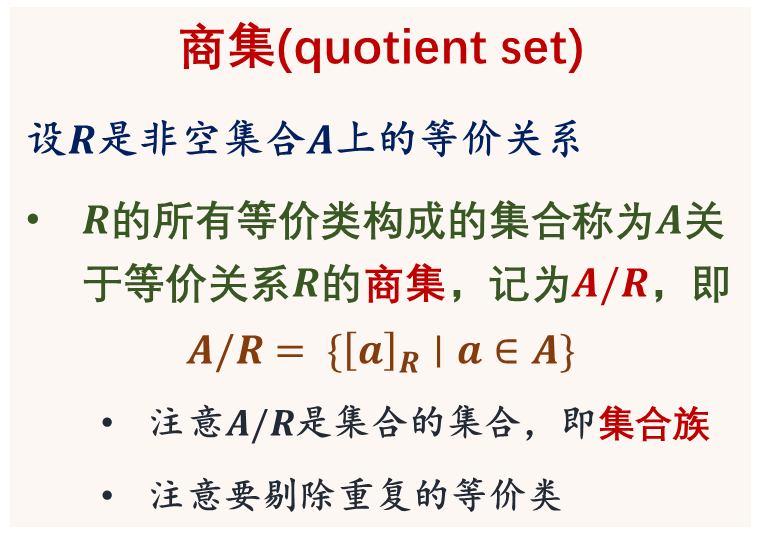 商集(quotient set)
设R是非空集合A上的等价关系
• R的所有等价类构成的集合称为A关
于等价关系R的商集，记为A/R，即
A/R = {[a]_R | a ∈ A}
• 注意A/R是集合的集合，即集合族
• 注意要剔除重复的等价类